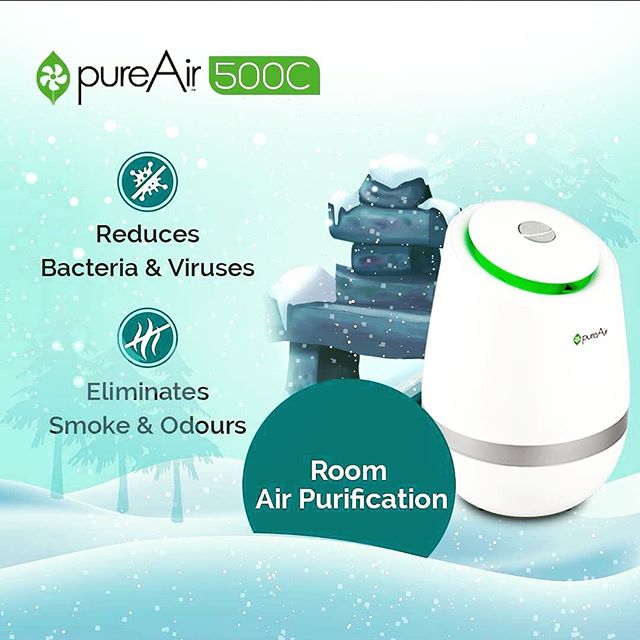 pureAir 500C
Reduces
Bacteria & Viruses
Eliminates
Smoke & Odours
Room
Air Purification
pureAir